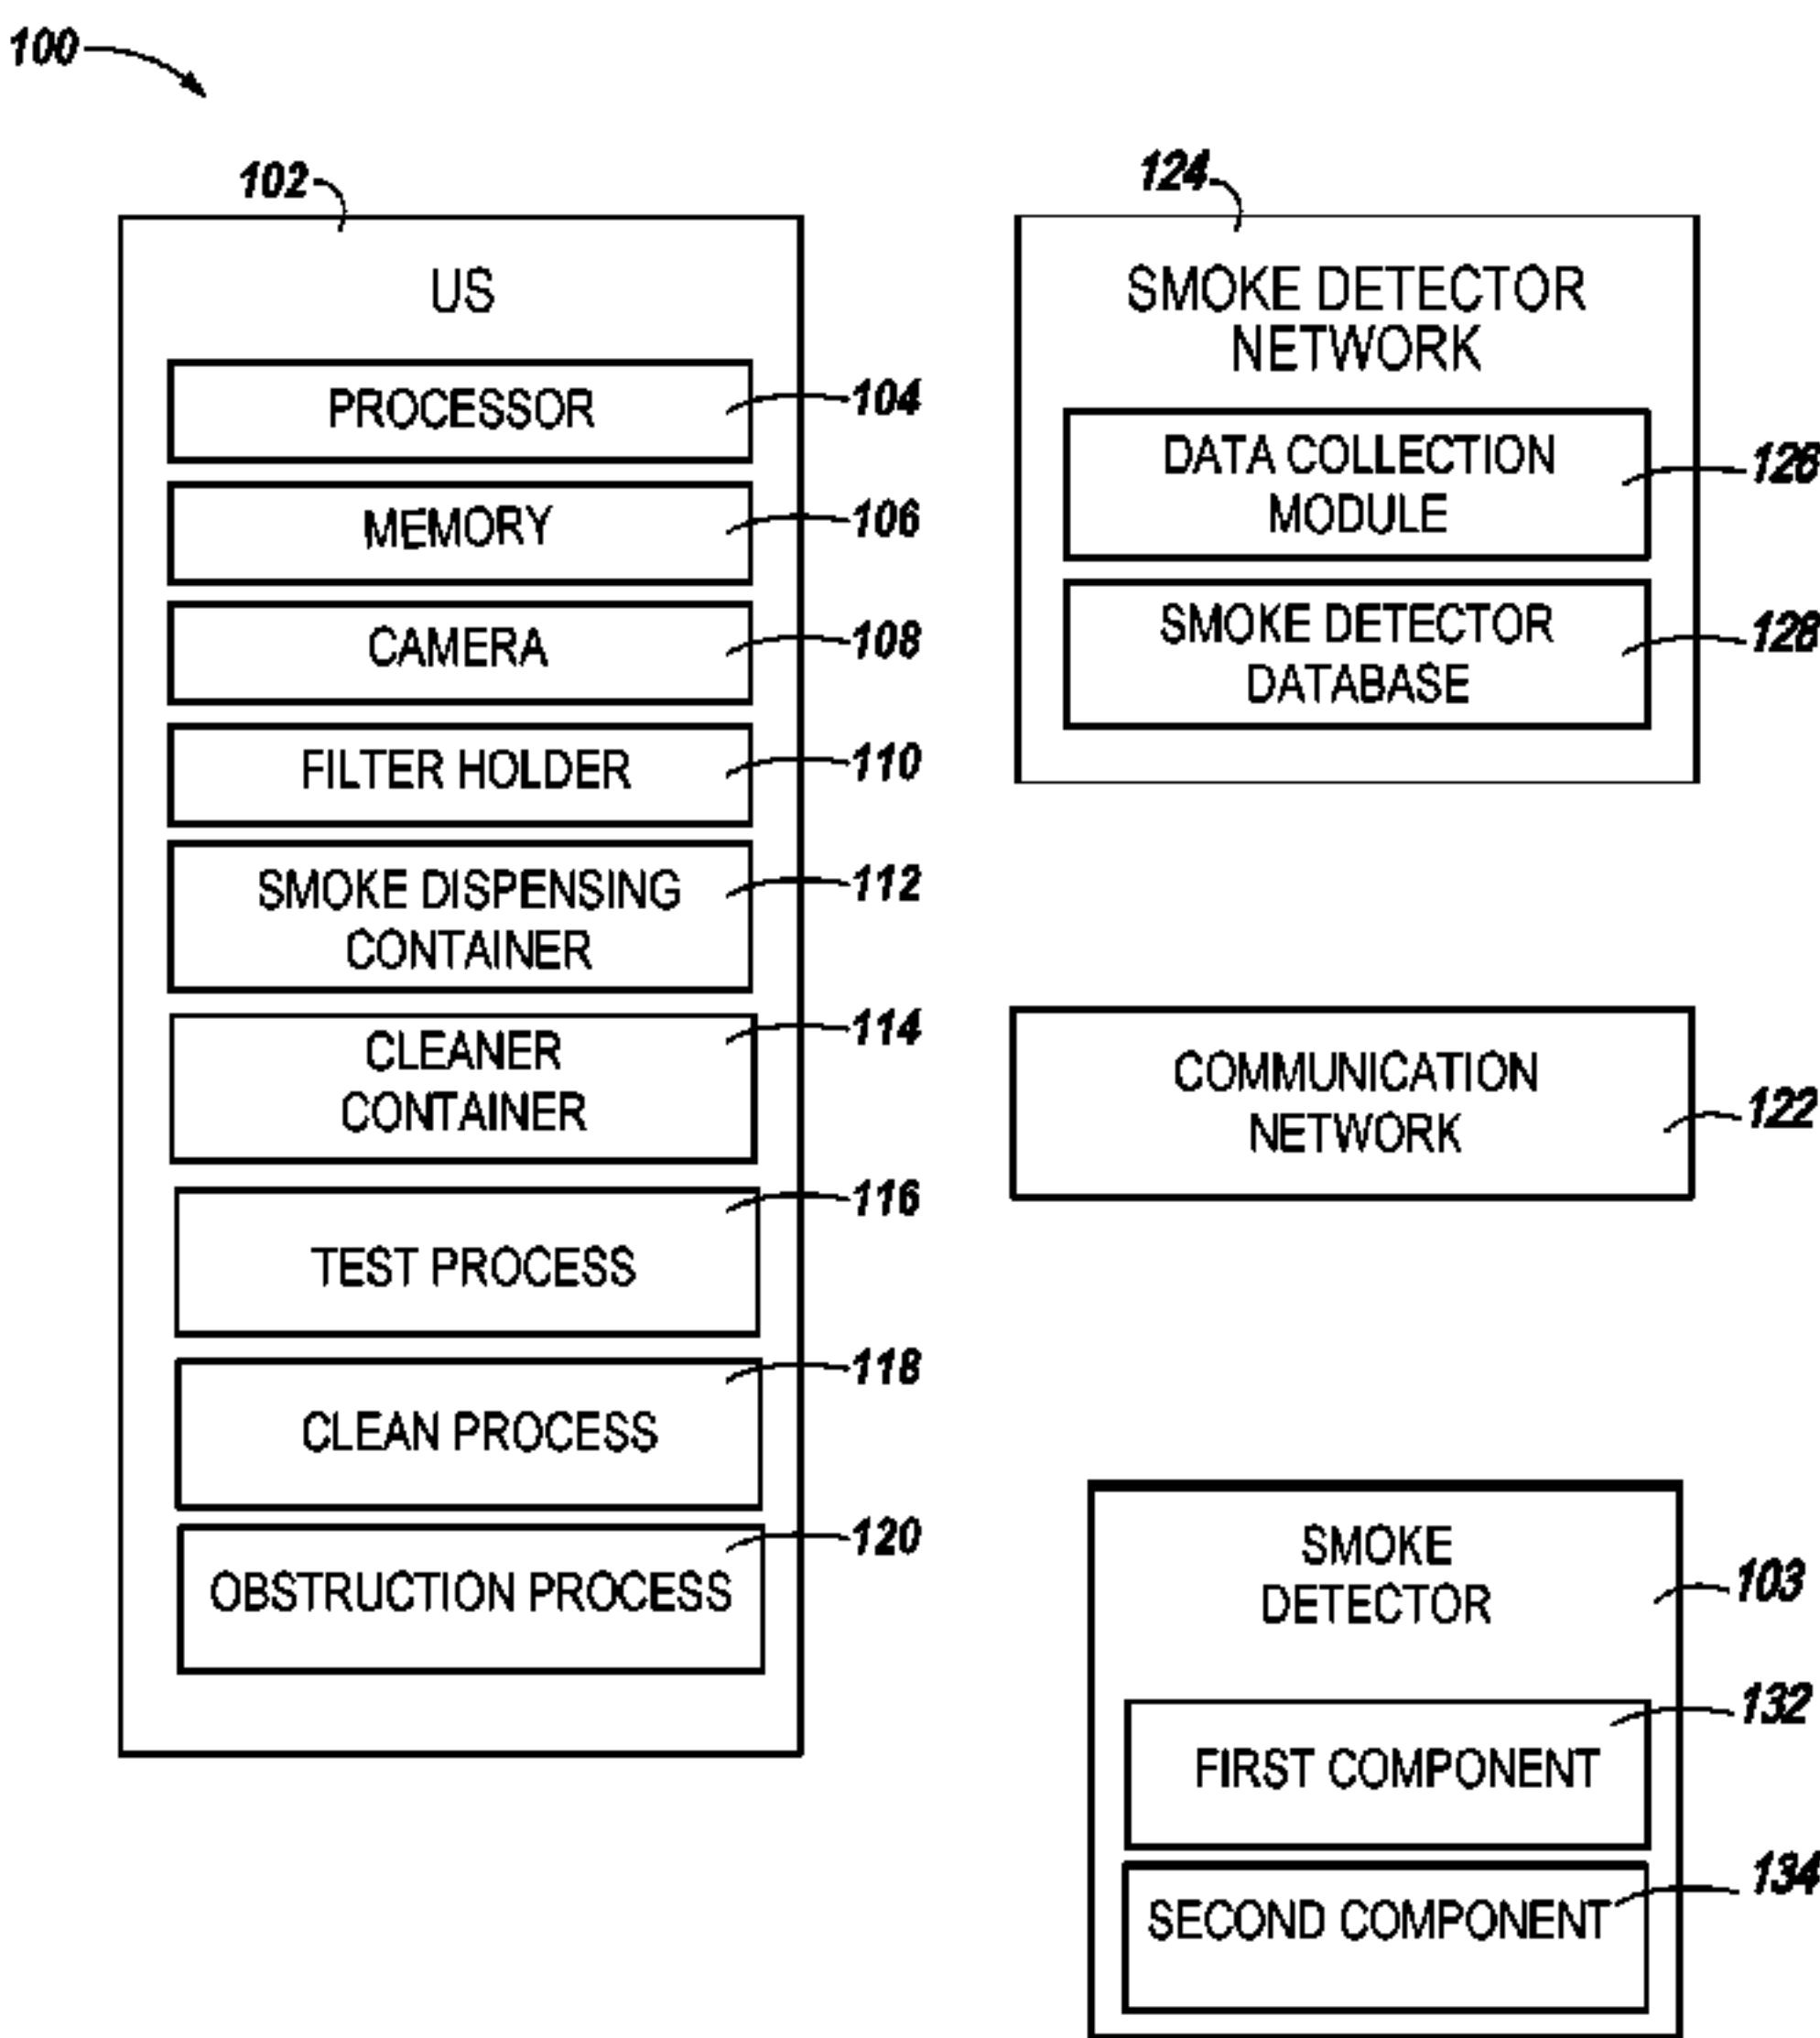 100
102
US
PROCESSOR
104
MEMORY
106
CAMERA
108
FILTER HOLDER
110
SMOKE DISPENSING
CONTAINER
112
CLEANER
CONTAINER
114
TEST PROCESS
116
CLEAN PROCESS
118
OBSTRUCTION PROCESS
120
124
SMOKE DETECTOR
NETWORK
DATA COLLECTION
MODULE
126
SMOKE DETECTOR
DATABASE
128
COMMUNICATION
NETWORK
122
SMOKE
DETECTOR
103
FIRST COMPONENT
132
SECOND COMPONENT
134